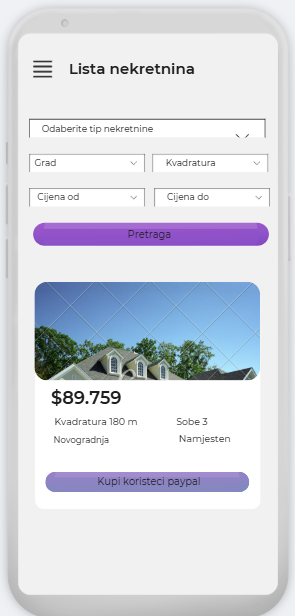 Lista nekretnina
Odaberite tip nekretnine
Grad Kvadratura
Cijena od Cijena do
Pretraga
$89.759
Kvadratura 180 m Sobe 3
Novogradnja Namjesten
Kupi koristeci paypal